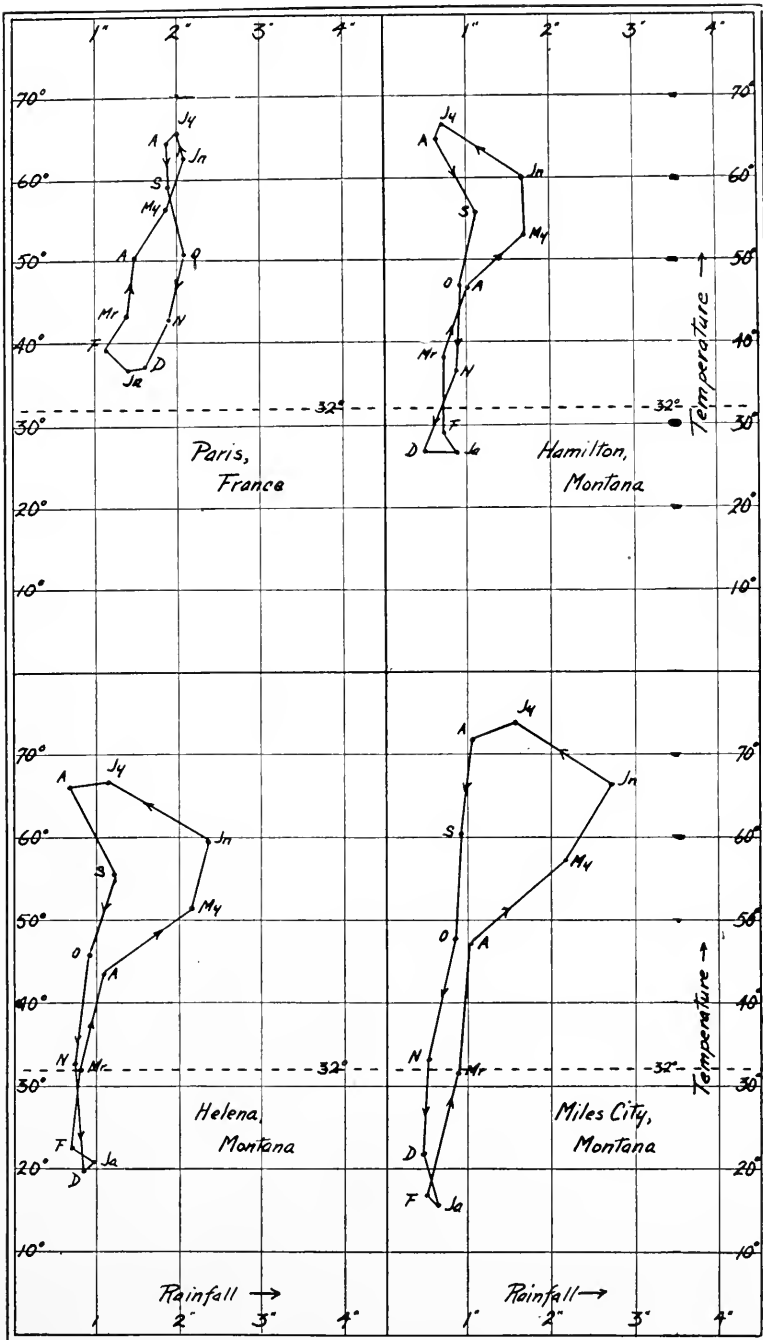 1" 2" 3" 4" 1" 2" 3" 4"
70° 70°
Jy
A Jn
60° 60°
S
My
50° 50°
A O
Mr N
40° 40°
F Ja D
32° 32°
30° 30°
Paris,
France
20° 20°
10° 10°
Jy
A
Jn
S
My
O A
Mr N
F
D Ja
Hamilton,
Montana
Temperature →
70° 70°
A Jy
60° 60°
Jn
S
50° 50°
My
O A
40° 40°
N Mr
32° 32°
30° 30°
F Ja
D
20° 20°
Helena,
Montana
10° 10°
A Jy
Jn
S
My
O A
N Mr
D
F Ja
Miles City,
Montana
Temperature →
Rainfall → Rainfall →
1" 2" 3" 4" 1" 2" 3" 4"